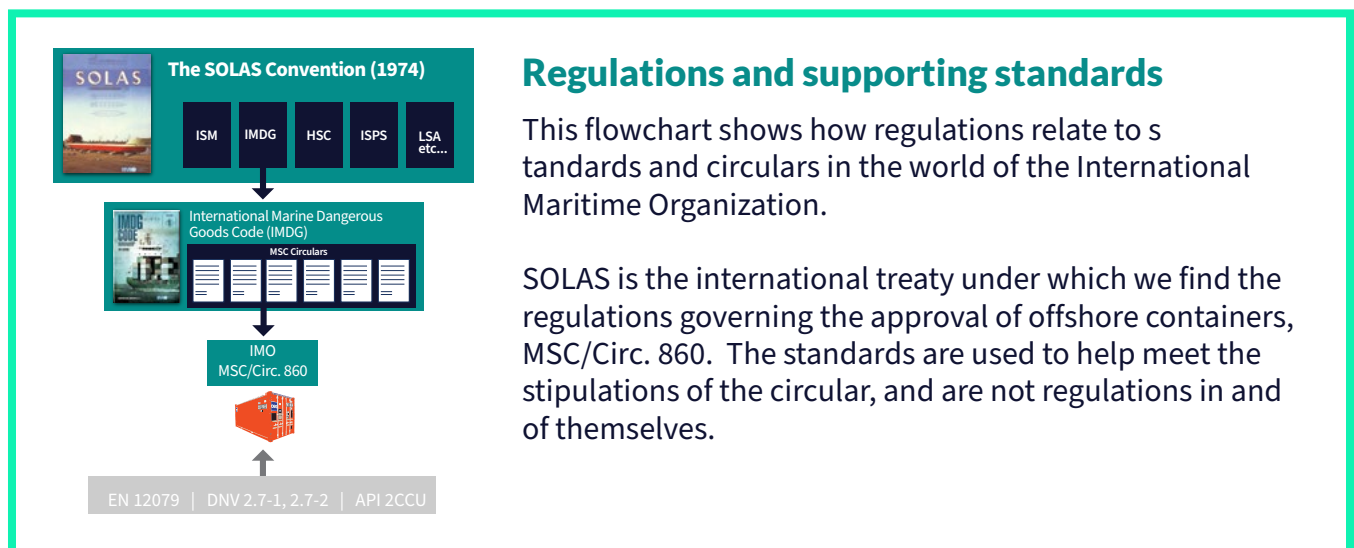 SOLAS
The SOLAS Convention (1974)
ISM
IMDG
HSC
ISPS
LSA
etc...
IMDG
CODE
International Marine Dangerous
Goods Code (IMDG)
MSC Circulars
IMO
MSC/Circ. 860
EN 12079 | DNV 2.7-1, 2.7-2 | API 2CCU
Regulations and supporting standards
This flowchart shows how regulations relate to s
tandards and circulars in the world of the International
Maritime Organization.
SOLAS is the international treaty under which we find the
regulations governing the approval of offshore containers,
MSC/Circ. 860.  The standards are used to help meet the
stipulations of the circular, and are not regulations in and
of themselves.